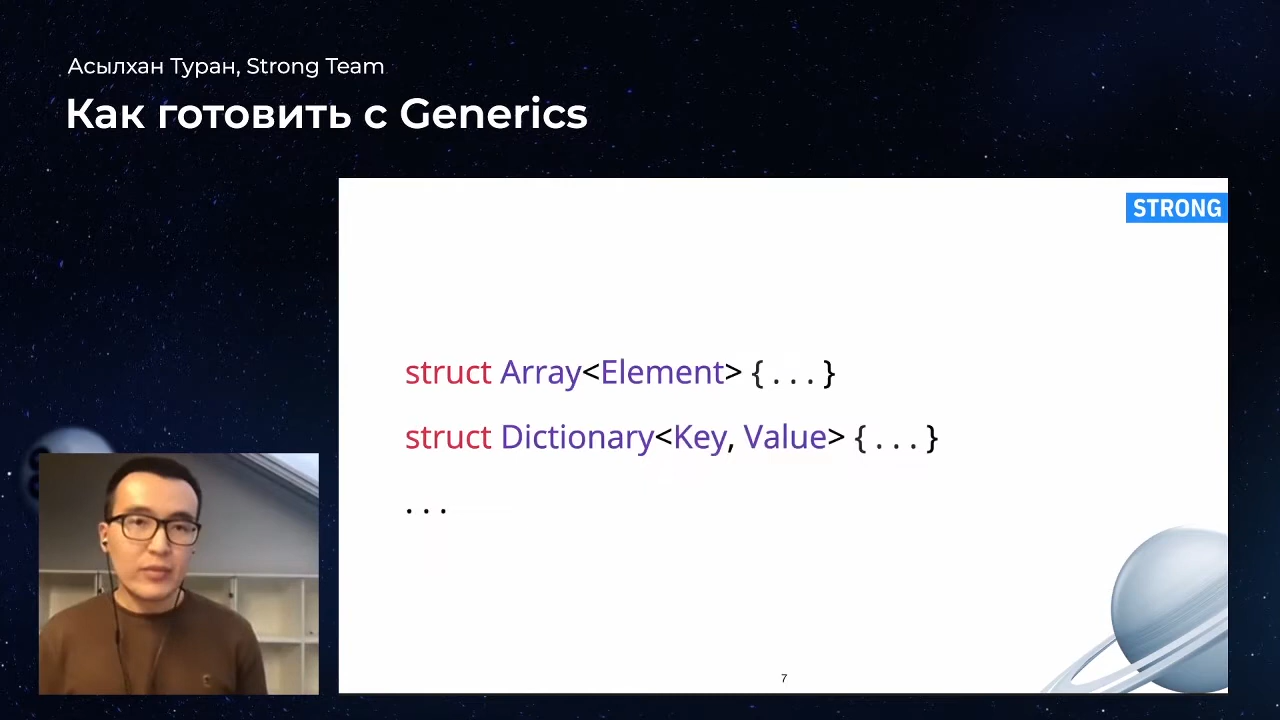 Асылхан Туран, Strong Team
Как готовить с Generics
STRONG
struct Array<Element> { . . . }
struct Dictionary<Key, Value> { . . . }
. . .
7